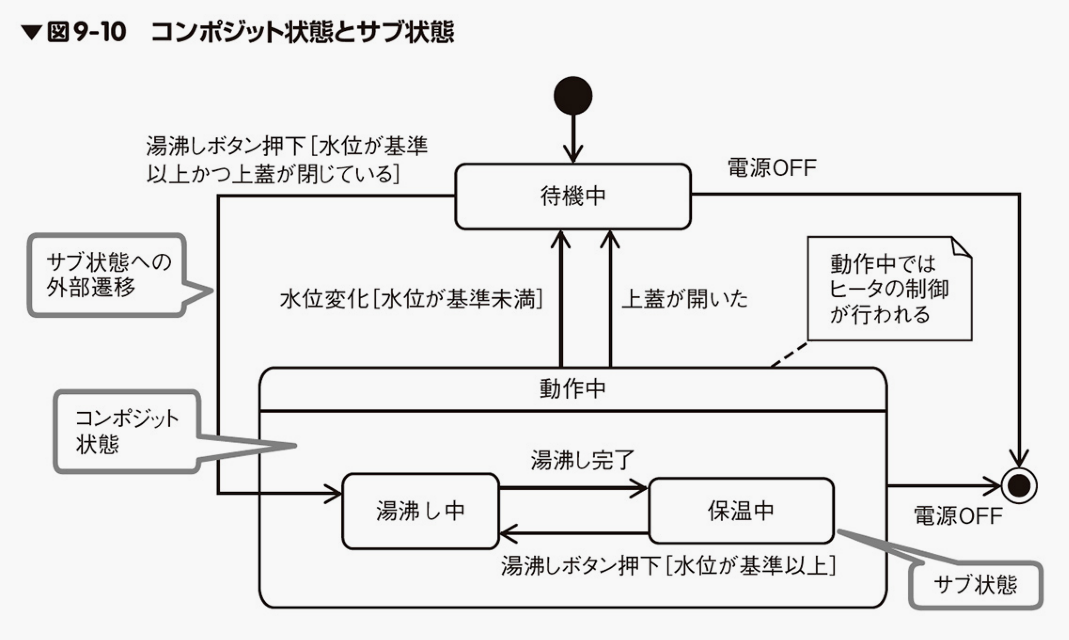 ▼図9-10 コンポジット状態とサブ状態
湯沸しボタン押下[水位が基準
以上かつ上蓋が閉じている]
待機中
電源OFF
サブ状態への
外部遷移
水位変化[水位が基準未満]
上蓋が開いた
動作中では
ヒータの制御
が行われる
動作中
コンポジット
状態
湯沸し完了
湯沸し中
保温中
湯沸しボタン押下[水位が基準以上]
電源OFF
サブ状態